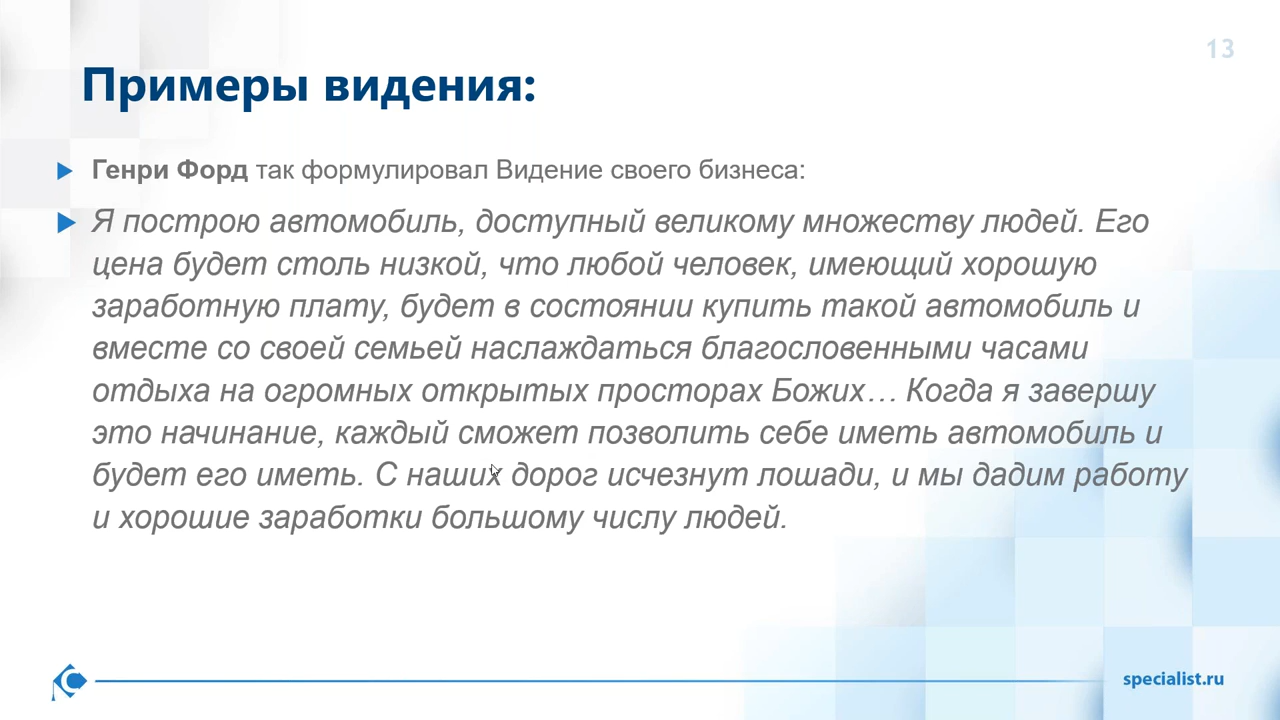 13
Примеры видения:
Генри Форд так формулировал Видение своего бизнеса:
Я построю автомобиль, доступный великому множеству людей. Его
цена будет столь низкой, что любой человек, имеющий хорошую
заработную плату, будет в состоянии купить такой автомобиль и
вместе со своей семьей наслаждаться благословенными часами
отдыха на огромных открытых просторах Божих… Когда я завершу
это начинание, каждый сможет позволить себе иметь автомобиль и
будет его иметь. С наших дорог исчезнут лошади, и мы дадим работу
и хорошие заработки большому числу людей.
specialist.ru